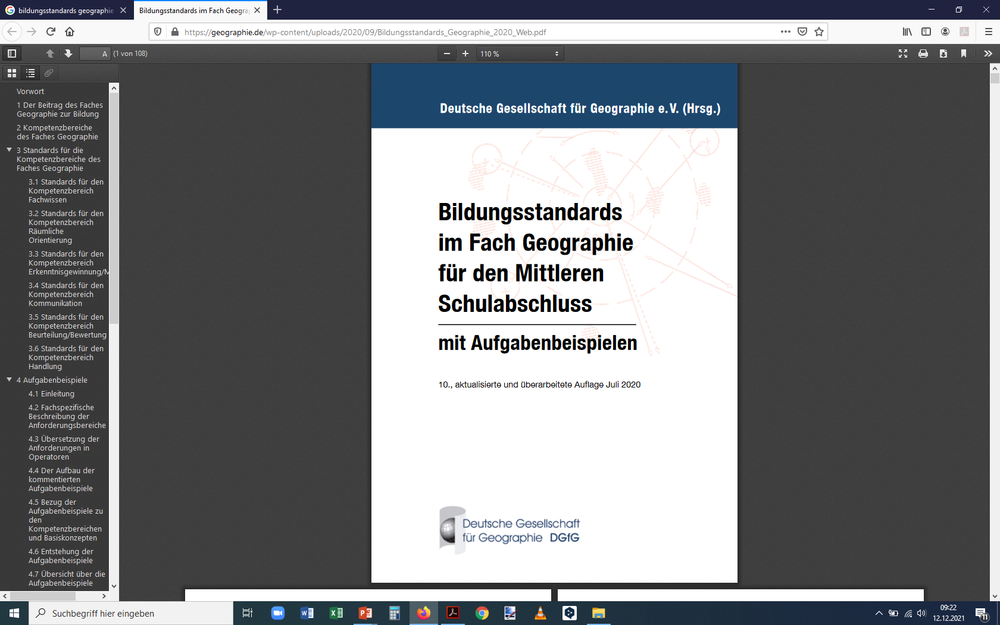 bildungsstandards geographie
Bildungsstandards im Fach Geogra
https://geographie.de/wp-content/uploads/2020/09/Bildungsstandards_Geographie_2020_Web.pdf
A (1 von 108)
110 %
Vorwort
1 Der Beitrag des Faches
Geographie zur Bildung
2 Kompetenzbereiche
des Faches Geographie
3 Standards für die
Kompetenzbereiche des
Faches Geographie
3.1 Standards für den
Kompetenzbereich
Fachwissen
3.2 Standards für den
Kompetenzbereich
Räumliche
Orientierung
3.3 Standards für den
Kompetenzbereich
Erkenntnisgewinnung/M
3.4 Standards für den
Kompetenzbereich
Kommunikation
3.5 Standards für den
Kompetenzbereich
Beurteilung/Bewertung
3.6 Standards für den
Kompetenzbereich
Handlung
4 Aufgabenbeispiele
4.1 Einleitung
4.2 Fachspezifische
Beschreibung der
Anforderungsbereiche
4.3 Übersetzung der
Anforderungen in
Operatoren
4.4 Der Aufbau der
kommentierten
Aufgabenbeispiele
4.5 Bezug der
Aufgabenbeispiele zu
den
Kompetenzbereichen
und Basiskonzepten
4.6 Entstehung der
Aufgabenbeispiele
4.7 Übersicht über die
Aufgabenbeispiele
Deutsche Gesellschaft für Geographie e.V. (Hrsg.)
Bildungsstandards
im Fach Geographie
für den Mittleren
Schulabschluss
mit Aufgabenbeispielen
10., aktualisierte und überarbeitete Auflage Juli 2020
Deutsche Gesellschaft
für Geographie DGfG
Suchbegriff hier eingeben
09:22
12.12.2021
11